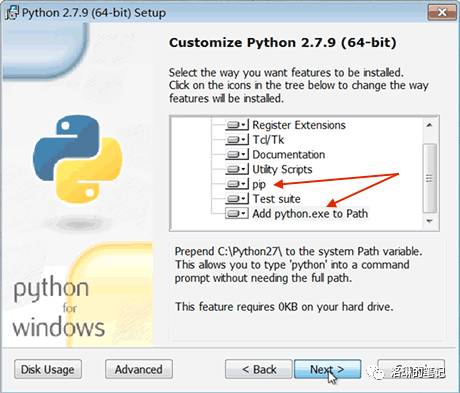 Python 2.7.9 (64-bit) Setup
Customize Python 2.7.9 (64-bit)
Select the way you want features to be installed.
Click on the icons in the tree below to change the way
features will be installed.
Register Extensions
Tcl/Tk
Documentation
Utility Scripts
pip
Test suite
Add python.exe to Path
Prepend C:\Python27\ to the system Path variable.
This allows you to type 'python' into a command
prompt without needing the full path.
This feature requires 0KB on your hard drive.
python
for
windows
Disk Usage
Advanced
< Back
Next >
的笔记